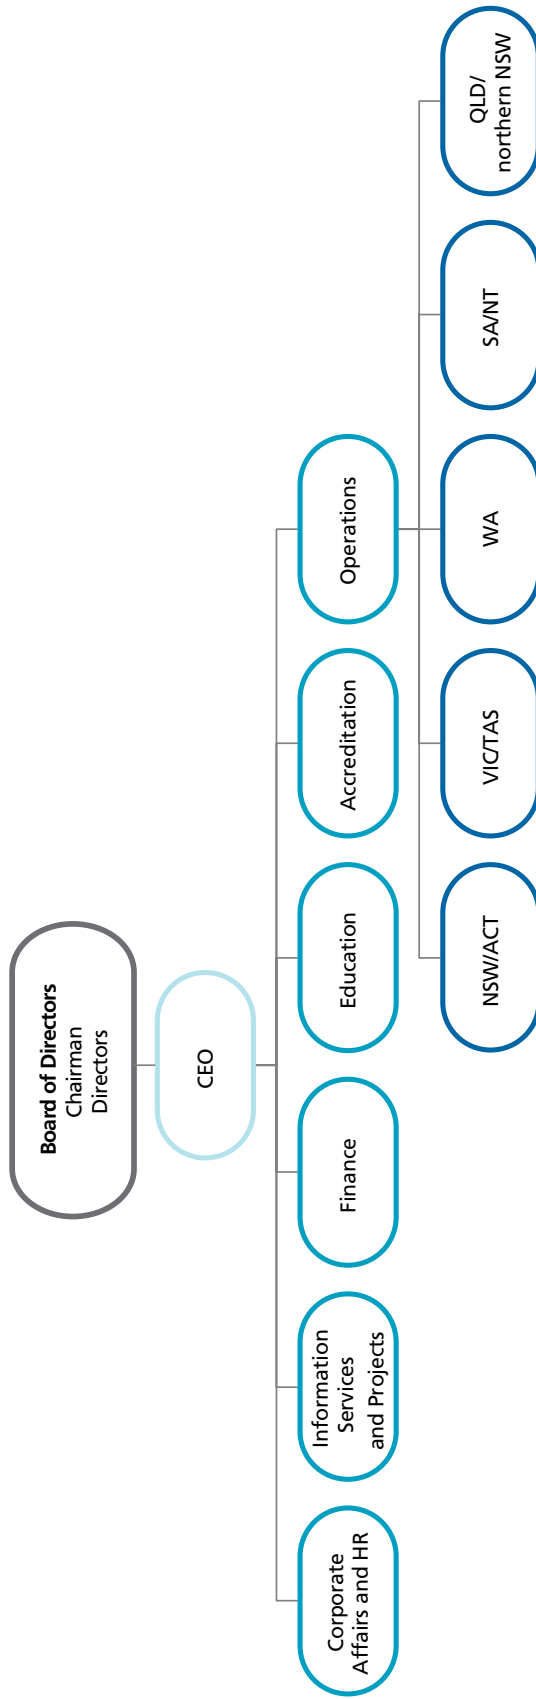 Board of Directors
Chairman
Directors
CEO
Corporate
Affairs and HR
Information
Services
and Projects
Finance
Education
Accreditation
Operations
NSW/ACT
VIC/TAS
WA
SA/NT
QLD/
northern NSW